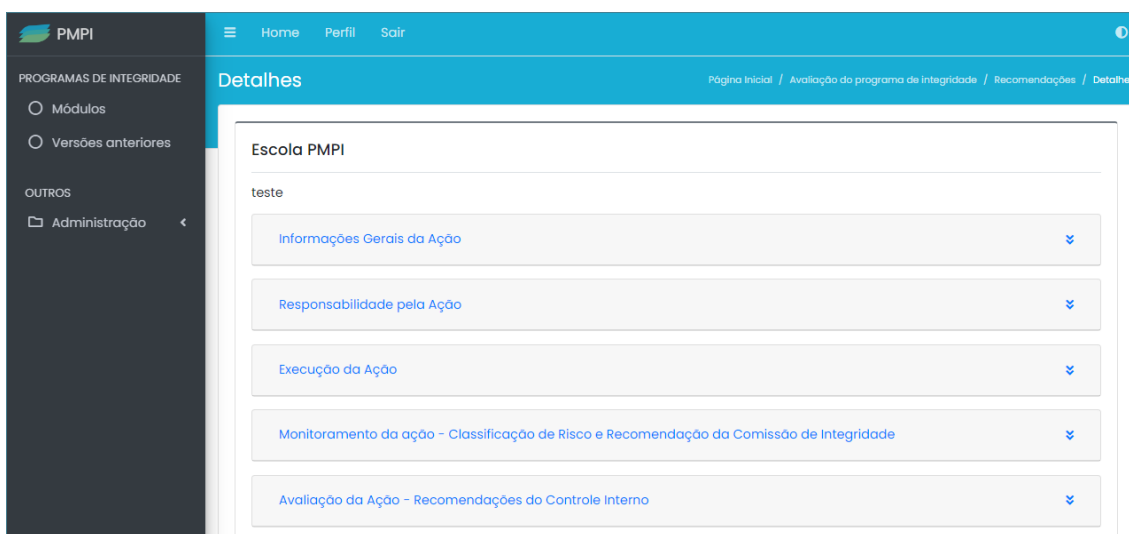 PMPI
Home Perfil Sair
PROGRAMAS DE INTEGRIDADE
Módulos
Versões anteriores
OUTROS
Administração
Detalhes
Página Inicial / Avaliação do programa de integridade / Recomendações / Detalhe
Escola PMPI
teste
Informações Gerais da Ação
Responsabilidade pela Ação
Execução da Ação
Monitoramento da ação - Classificação de Risco e Recomendação da Comissão de Integridade
Avaliação da Ação - Recomendações do Controle Interno